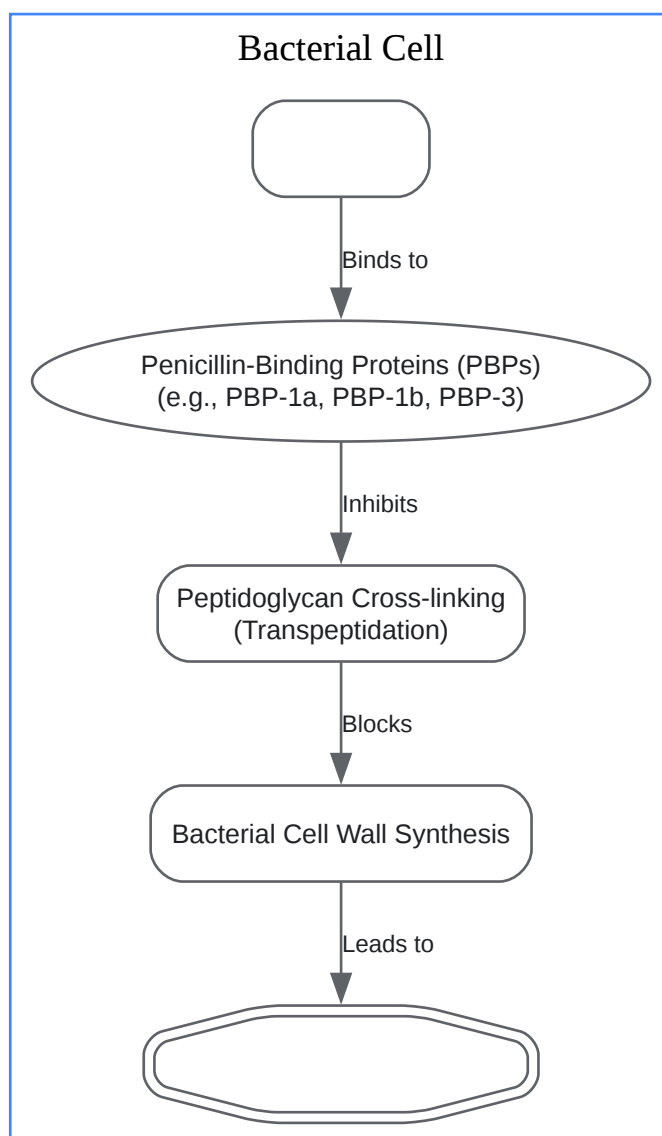 Bacterial Cell
Binds to
Penicillin-Binding Proteins (PBPs)
(e.g., PBP-1a, PBP-1b, PBP-3)
Inhibits
Peptidoglycan Cross-linking
(Transpeptidation)
Blocks
Bacterial Cell Wall Synthesis
Leads to